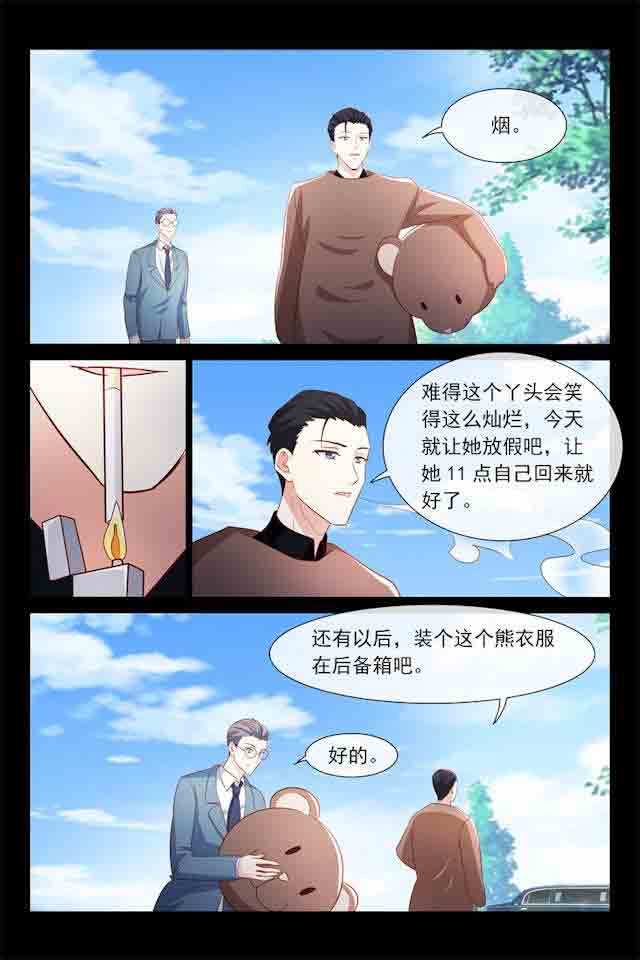 烟。
难得这个丫头会笑
得这么灿烂，今天
就让她放假吧，让
她 11 点自己回来就
好了。
还有以后，装个这个熊衣服
在后备箱吧。
好的。